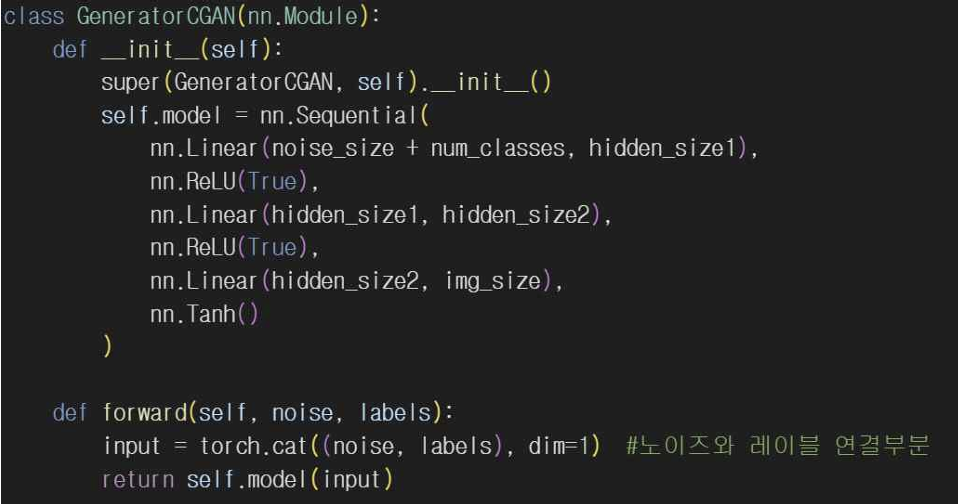 class GeneratorCGAN(nn.Module):
    def __init__(self):
        super(GeneratorCGAN, self).__init__()
        self.model = nn.Sequential(
            nn.Linear(noise_size + num_classes, hidden_size1),
            nn.ReLU(True),
            nn.Linear(hidden_size1, hidden_size2),
            nn.ReLU(True),
            nn.Linear(hidden_size2, img_size),
            nn.Tanh()
        )

    def forward(self, noise, labels):
        input = torch.cat((noise, labels), dim=1)  #노이즈와 레이블 연결부분
        return self.model(input)